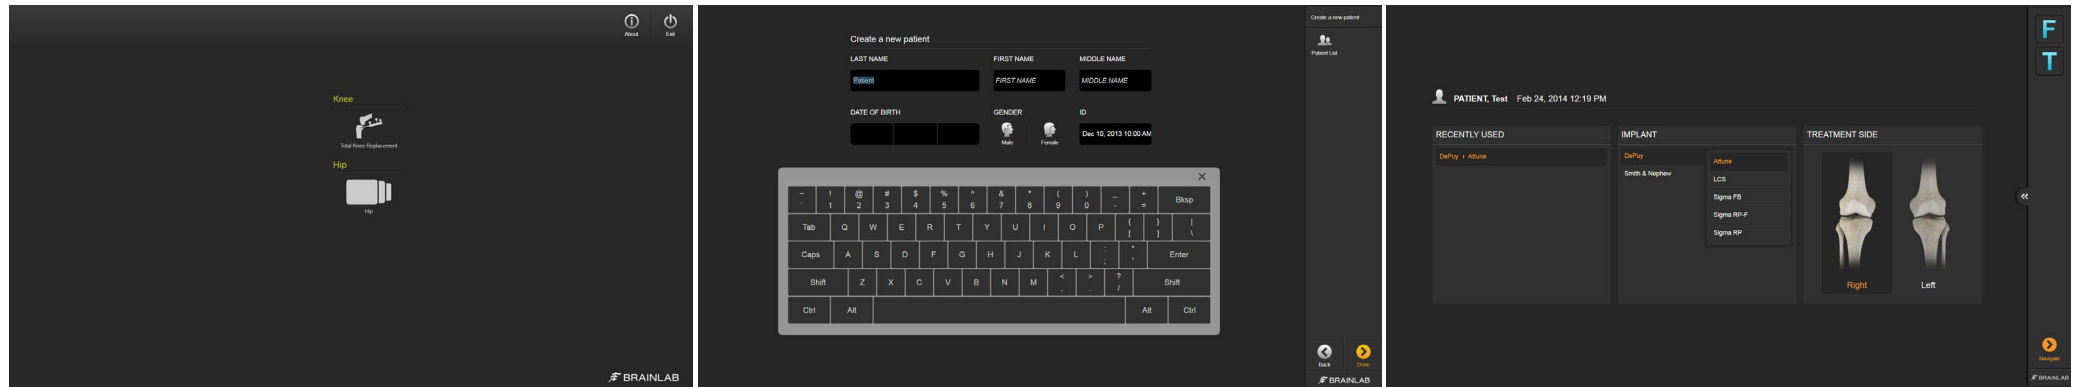 About Exit
Knee
Total Knee Replacement
Hip
Hip
BRAINLAB
Create a new patient
LAST NAME FIRST NAME MIDDLE NAME
Patient FIRST NAME MIDDLE NAME
DATE OF BIRTH GENDER ID
Dec 10, 2013 10:00 AM
Male Female
~ ! @ # $ % ^ & * ( ) _ +
` 1 2 3 4 5 6 7 8 9 0 - = Bksp
Tab Q W E R T Y U I O P { } |
[ ] \
Caps A S D F G H J K L : " Enter
; '
Shift Z X C V B N M < > ? Shift
, . /
Ctrl Alt Alt Ctrl
Create a new patient
Patient List
Back Done
BRAINLAB
F
T
PATIENT, Test Feb 24, 2014 12:19 PM
RECENTLY USED IMPLANT TREATMENT SIDE
DePuy › Attune DePuy Attune
Smith & Nephew LCS
Sigma FB
Sigma RP-F
Sigma RP
Right Left
Navigate
BRAINLAB